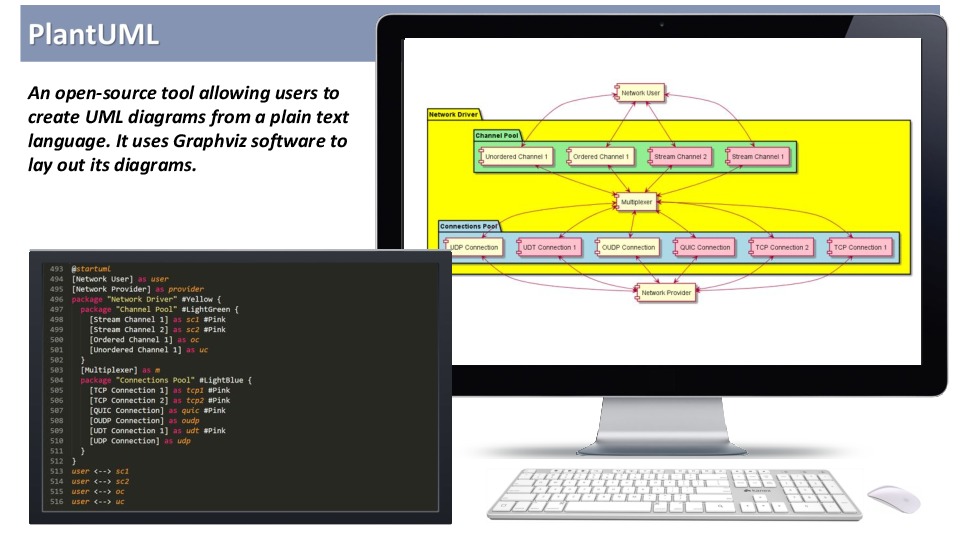 PlantUML
An open-source tool allowing users to
create UML diagrams from a plain text
language. It uses Graphviz software to
lay out its diagrams.
Network User
Network Driver
Channel Pool
Unordered Channel 1
Ordered Channel 1
Stream Channel 2
Stream Channel 1
Multiplexer
Connections Pool
UDP Connection
UDT Connection 1
OUDP Connection
QUIC Connection
TCP Connection 2
TCP Connection 1
Network Provider
493 @startuml
494 [Network User] as user
495 [Network Provider] as provider
496 package "Network Driver" #Yellow {
497 package "Channel Pool" #LightGreen {
498 [Stream Channel 1] as sc1 #Pink
499 [Stream Channel 2] as sc2 #Pink
500 [Ordered Channel 1] as oc
501 [Unordered Channel 1] as uc
502 }
503 [Multiplexer] as m
504 package "Connections Pool" #LightBlue {
505 [TCP Connection 1] as tcp1 #Pink
506 [TCP Connection 2] as tcp2 #Pink
507 [QUIC Connection] as quic #Pink
508 [OUDP Connection] as oudp
509 [UDT Connection 1] as udt #Pink
510 [UDP Connection] as udp
511 }
512 }
513 user <--> sc1
514 user <--> sc2
515 user <--> oc
516 user <--> uc